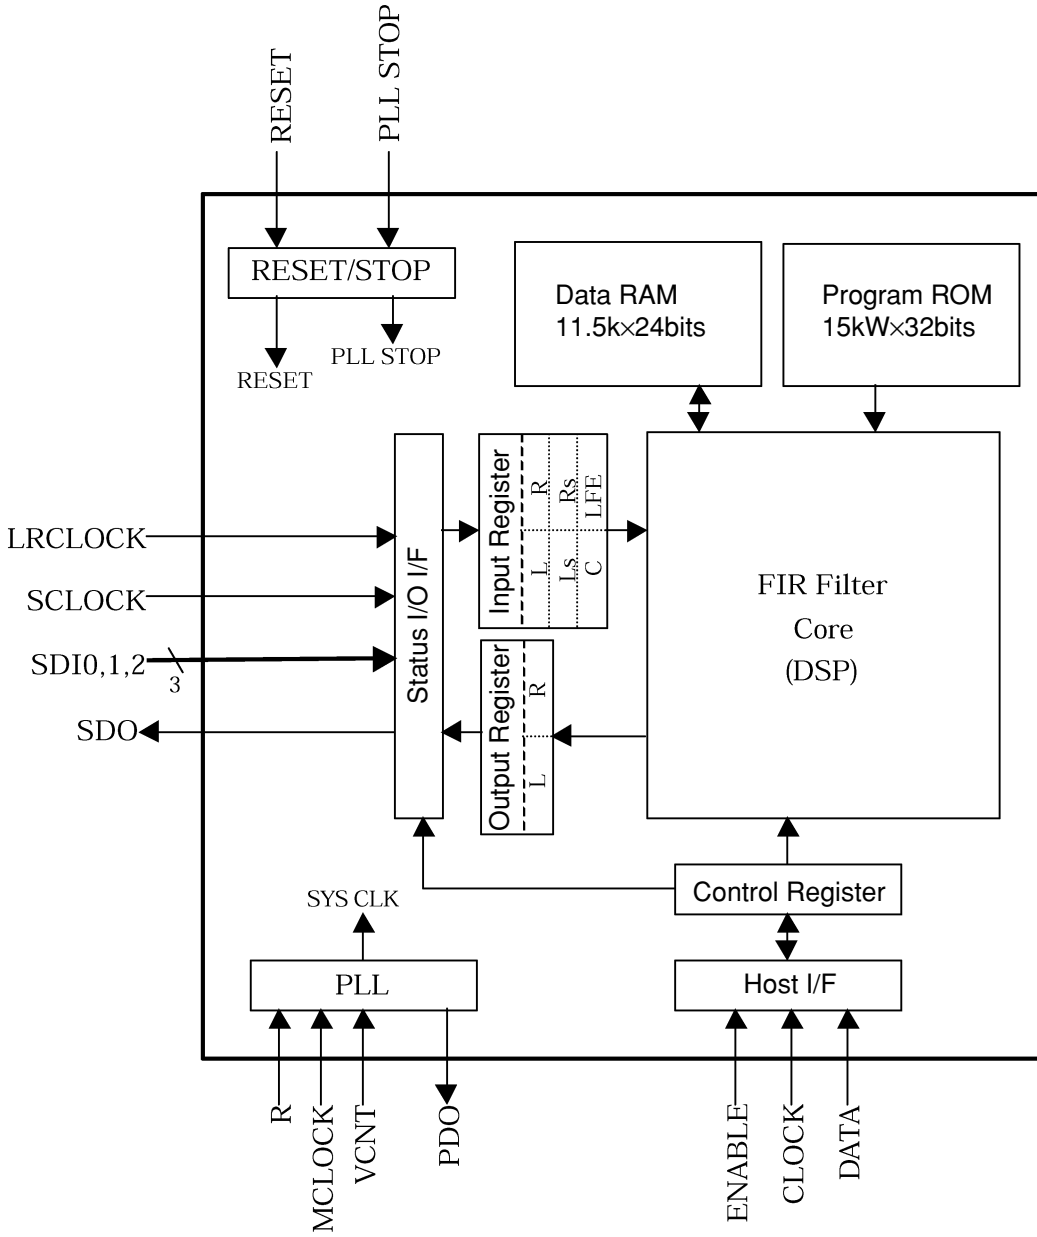 RESET
PLL STOP
RESET/STOP
PLL STOP
RESET
Data RAM
11.5k×24bits
Program ROM
15kW×32bits
LRCLOCK
SCLOCK
SDI0,1,2
3
SDO
Status I/O I/F
Input Register
L R
Ls Rs
C LFE
Output Register
L R
FIR Filter
Core
(DSP)
Control Register
SYS CLK
PLL
Host I/F
R
MCLOCK
VCNT
PDO
ENABLE
CLOCK
DATA